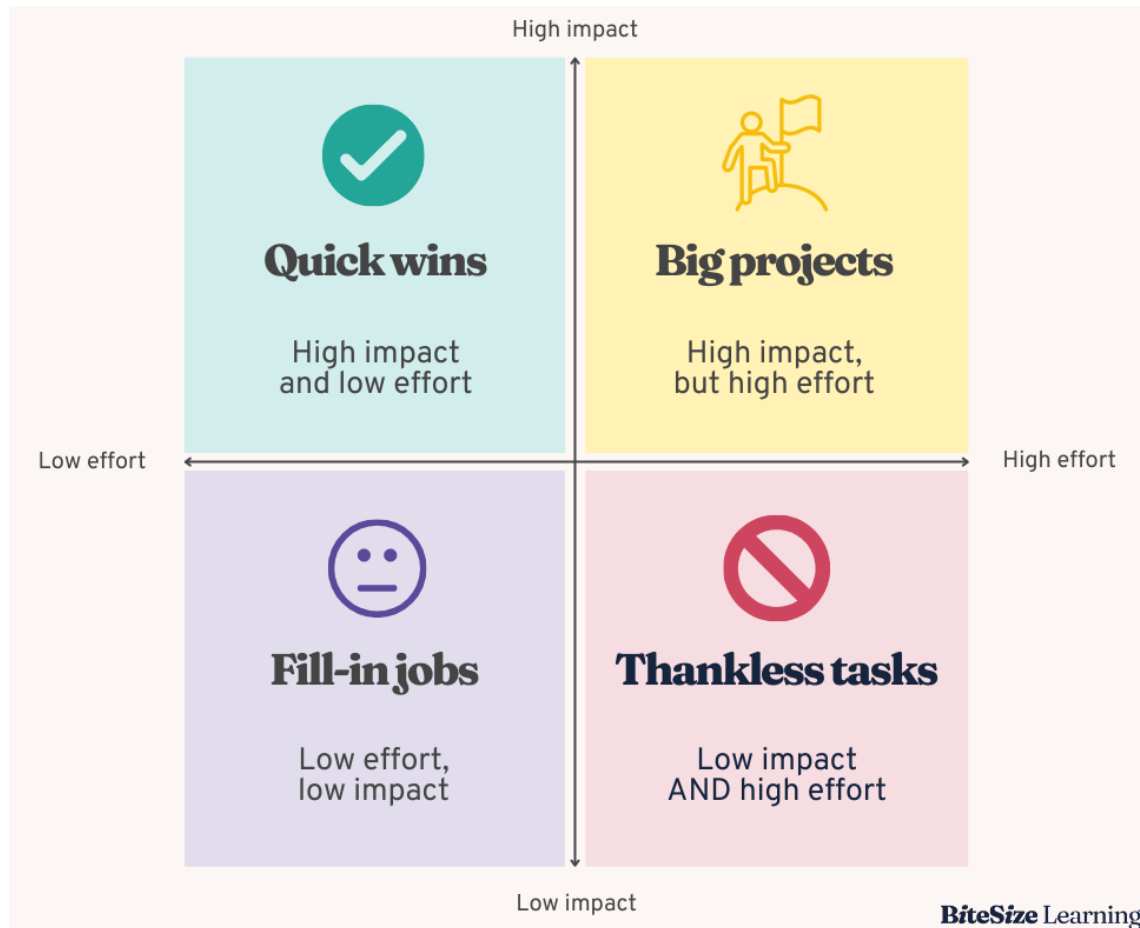 High impact
Quick wins
High impact
and low effort
Big projects
High impact,
but high effort
Low effort
High effort
Fill-in jobs
Low effort,
low impact
Thankless tasks
Low impact
AND high effort
Low impact
BiteSize Learning